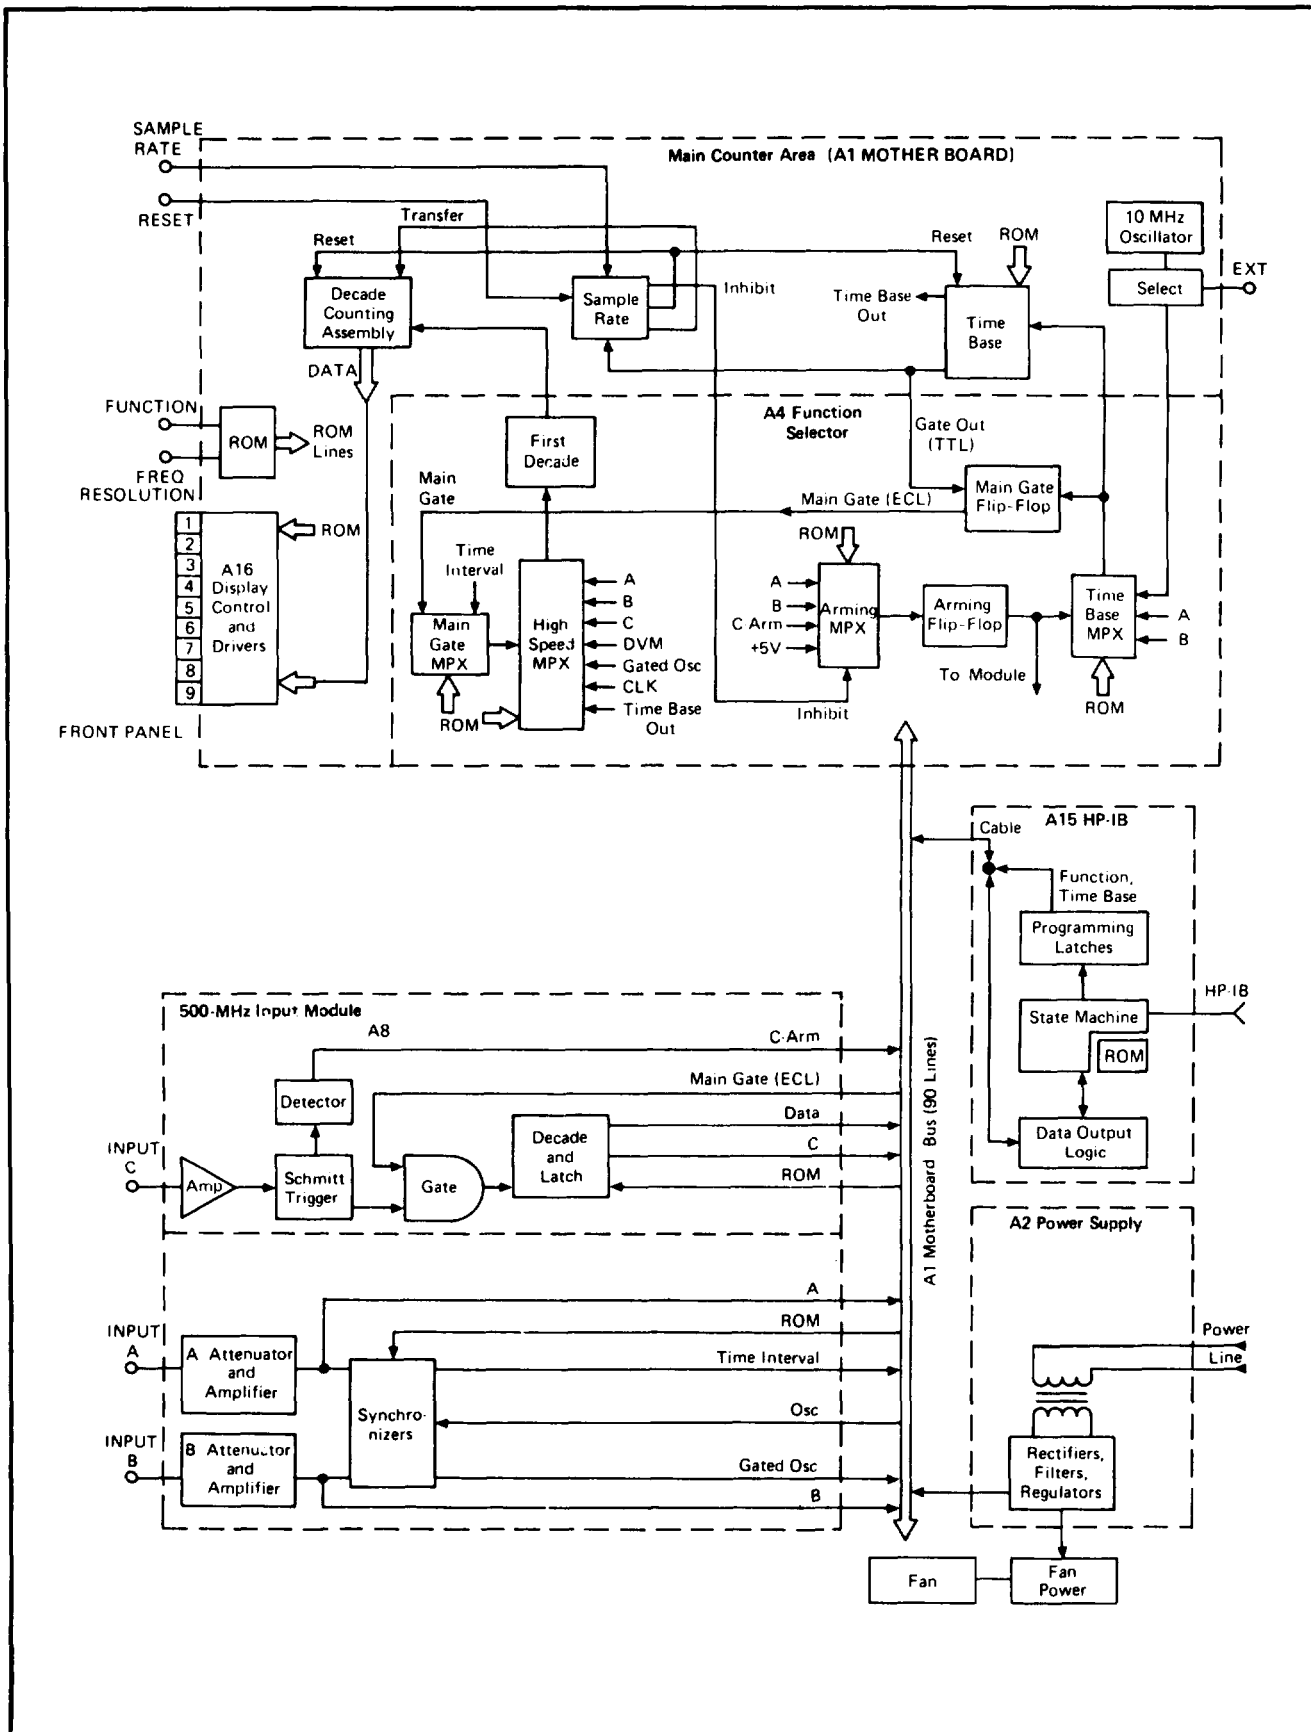 SAMPLE
RATE
Main Counter Area (A1 MOTHER BOARD)
RESET
Transfer
Reset
Reset
ROM
10 MHz
Oscillator
EXT
Select
Decade
Counting
Assembly
Sample
Rate
Inhibit
Time Base
Out
Time
Base
DATA
FUNCTION
ROM
ROM
Lines
FREQ
RESOLUTION
A4 Function
Selector
First
Decade
Gate Out
(TTL)
Main
Gate
Main Gate (ECL)
Main Gate
Flip-Flop
1
2
3
4
5
6
7
8
9
A16
Display
Control
and
Drivers
ROM
Time
Interval
Main
Gate
MPX
High
Speed
MPX
A
B
C
DVM
Gated Osc
CLK
Time Base
Out
ROM
ROM
A
B
C Arm
+5V
Arming
MPX
Arming
Flip-Flop
Time
Base
MPX
A
B
To Module
ROM
Inhibit
FRONT PANEL
A15 HP-IB
Cable
Function,
Time Base
Programming
Latches
State Machine
HP-IB
ROM
Data Output
Logic
500-MHz Input Module
A8
C-Arm
Main Gate (ECL)
Detector
Data
Decade
and
Latch
C
ROM
INPUT
C
Amp
Schmitt
Trigger
Gate
A1 Motherboard Bus (90 Lines)
A2 Power Supply
A
ROM
INPUT
A
A Attenuator
and
Amplifier
Time Interval
Synchro-
nizers
Osc
INPUT
B
B Attenuator
and
Amplifier
Gated Osc
B
Power
Line
Rectifiers,
Filters,
Regulators
Fan
Fan
Power